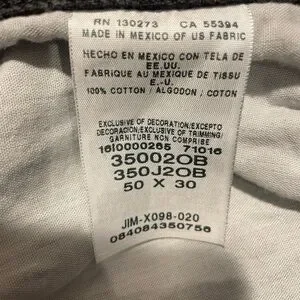 RN 130273 CA 55394
MADE IN MEXICO OF US FABRIC
HECHO EN MEXICO CON TELA DE
EE.UU.
FABRIQUE AU MEXIQUE DE TISSU
E.-U.
100% COTTON / ALGODON / COTON
EXCLUSIVE OF DECORATION/EXCEPTO
DECORACION/EXCLUSIVE OF TRIMMING/
GARNITURE NON COMPRISE
16I0000265 71016
35002OB
350J2OB
50 X 30
JIM-X098-020
084084350756